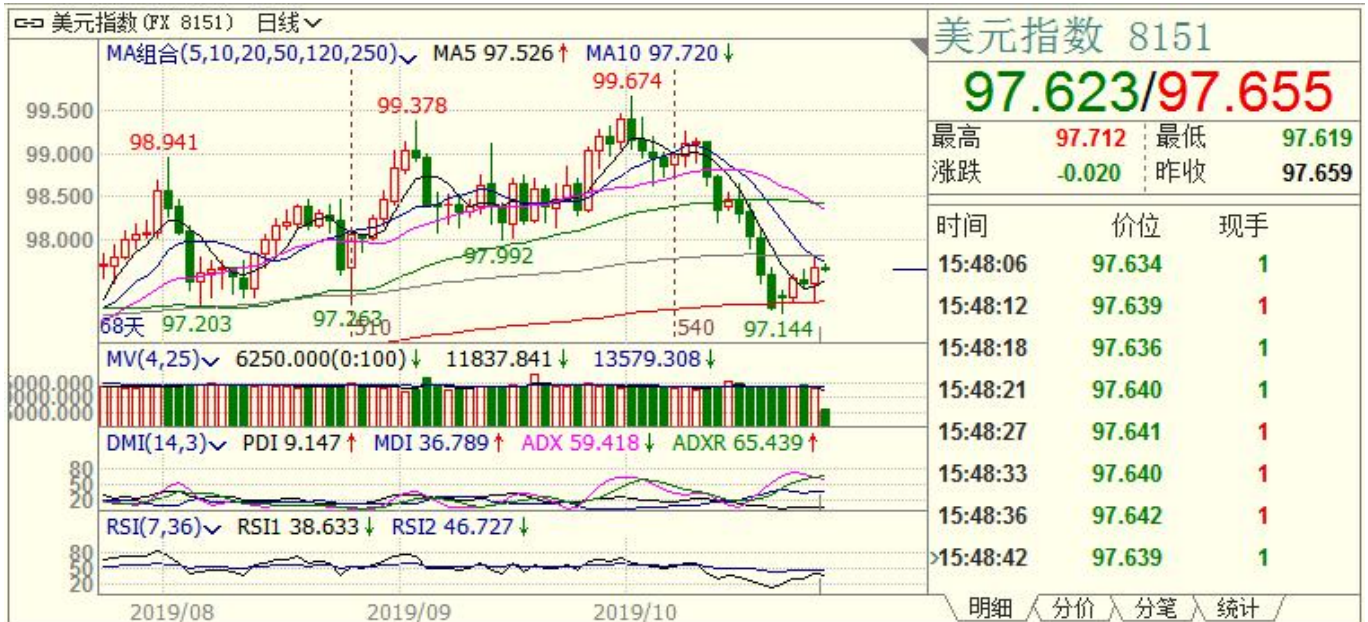 美元指数(FX 8151) 日线
MA组合(5,10,20,50,120,250) MA5 97.526↑ MA10 97.720↓
99.674
99.500
99.378
98.941
99.000
98.500
98.000
97.992
68天 97.203 97.263 510 540 97.144
MV(4,25) 6250.000(0:100)↓ 11837.841↓ 13579.308↓
5000.000
5000.000
DMI(14,3) PDI 9.147↑ MDI 36.789↑ ADX 59.418↓ ADXR 65.439↑
80
50
20
RSI(7,36) RSI1 38.633↓ RSI2 46.727↓
80
50
20
2019/08 2019/09 2019/10
美元指数 8151
97.623/97.655
最高 97.712 最低 97.619
涨跌 -0.020 昨收 97.659
时间 价位 现手
15:48:06 97.634 1
15:48:12 97.639 1
15:48:18 97.636 1
15:48:21 97.640 1
15:48:27 97.641 1
15:48:33 97.640 1
15:48:36 97.642 1
>15:48:42 97.639 1
明细 分价 分笔 统计